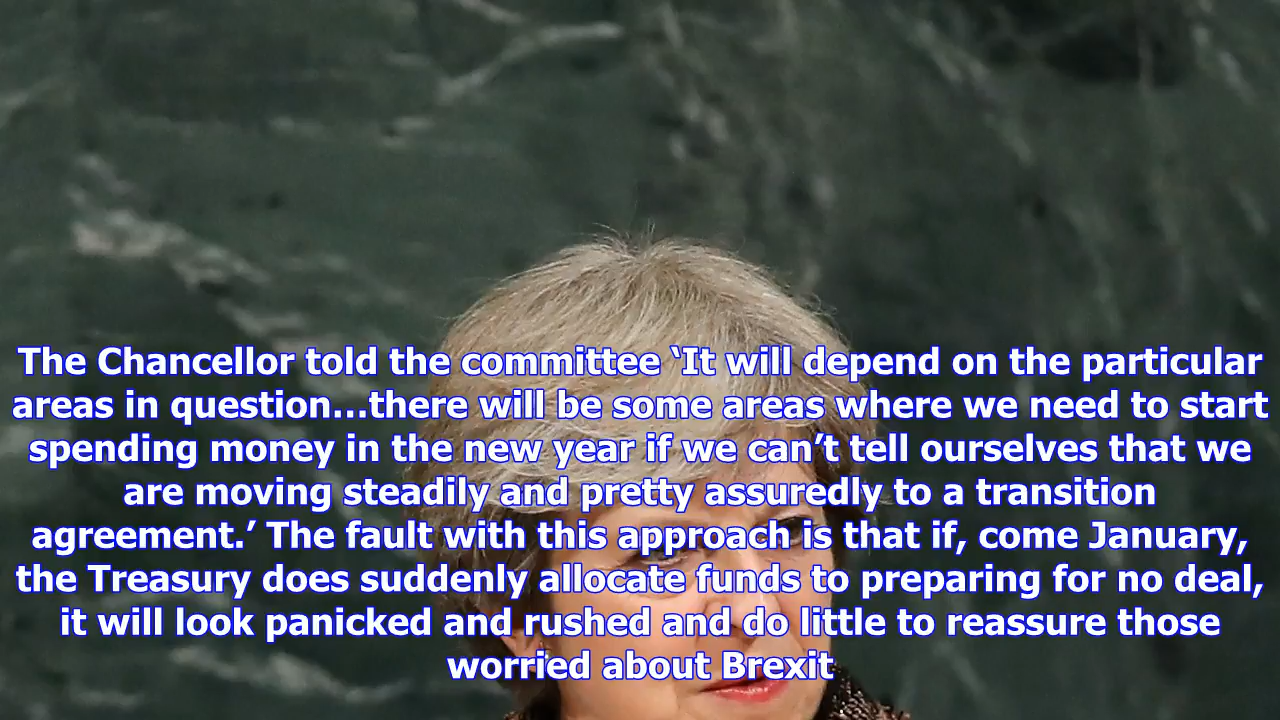 The Chancellor told the committee ‘It will depend on the particular
areas in question...there will be some areas where we need to start
spending money in the new year if we can’t tell ourselves that we
are moving steadily and pretty assuredly to a transition
agreement.’ The fault with this approach is that if, come January,
the Treasury does suddenly allocate funds to preparing for no deal,
it will look panicked and rushed and do little to reassure those
worried about Brexit